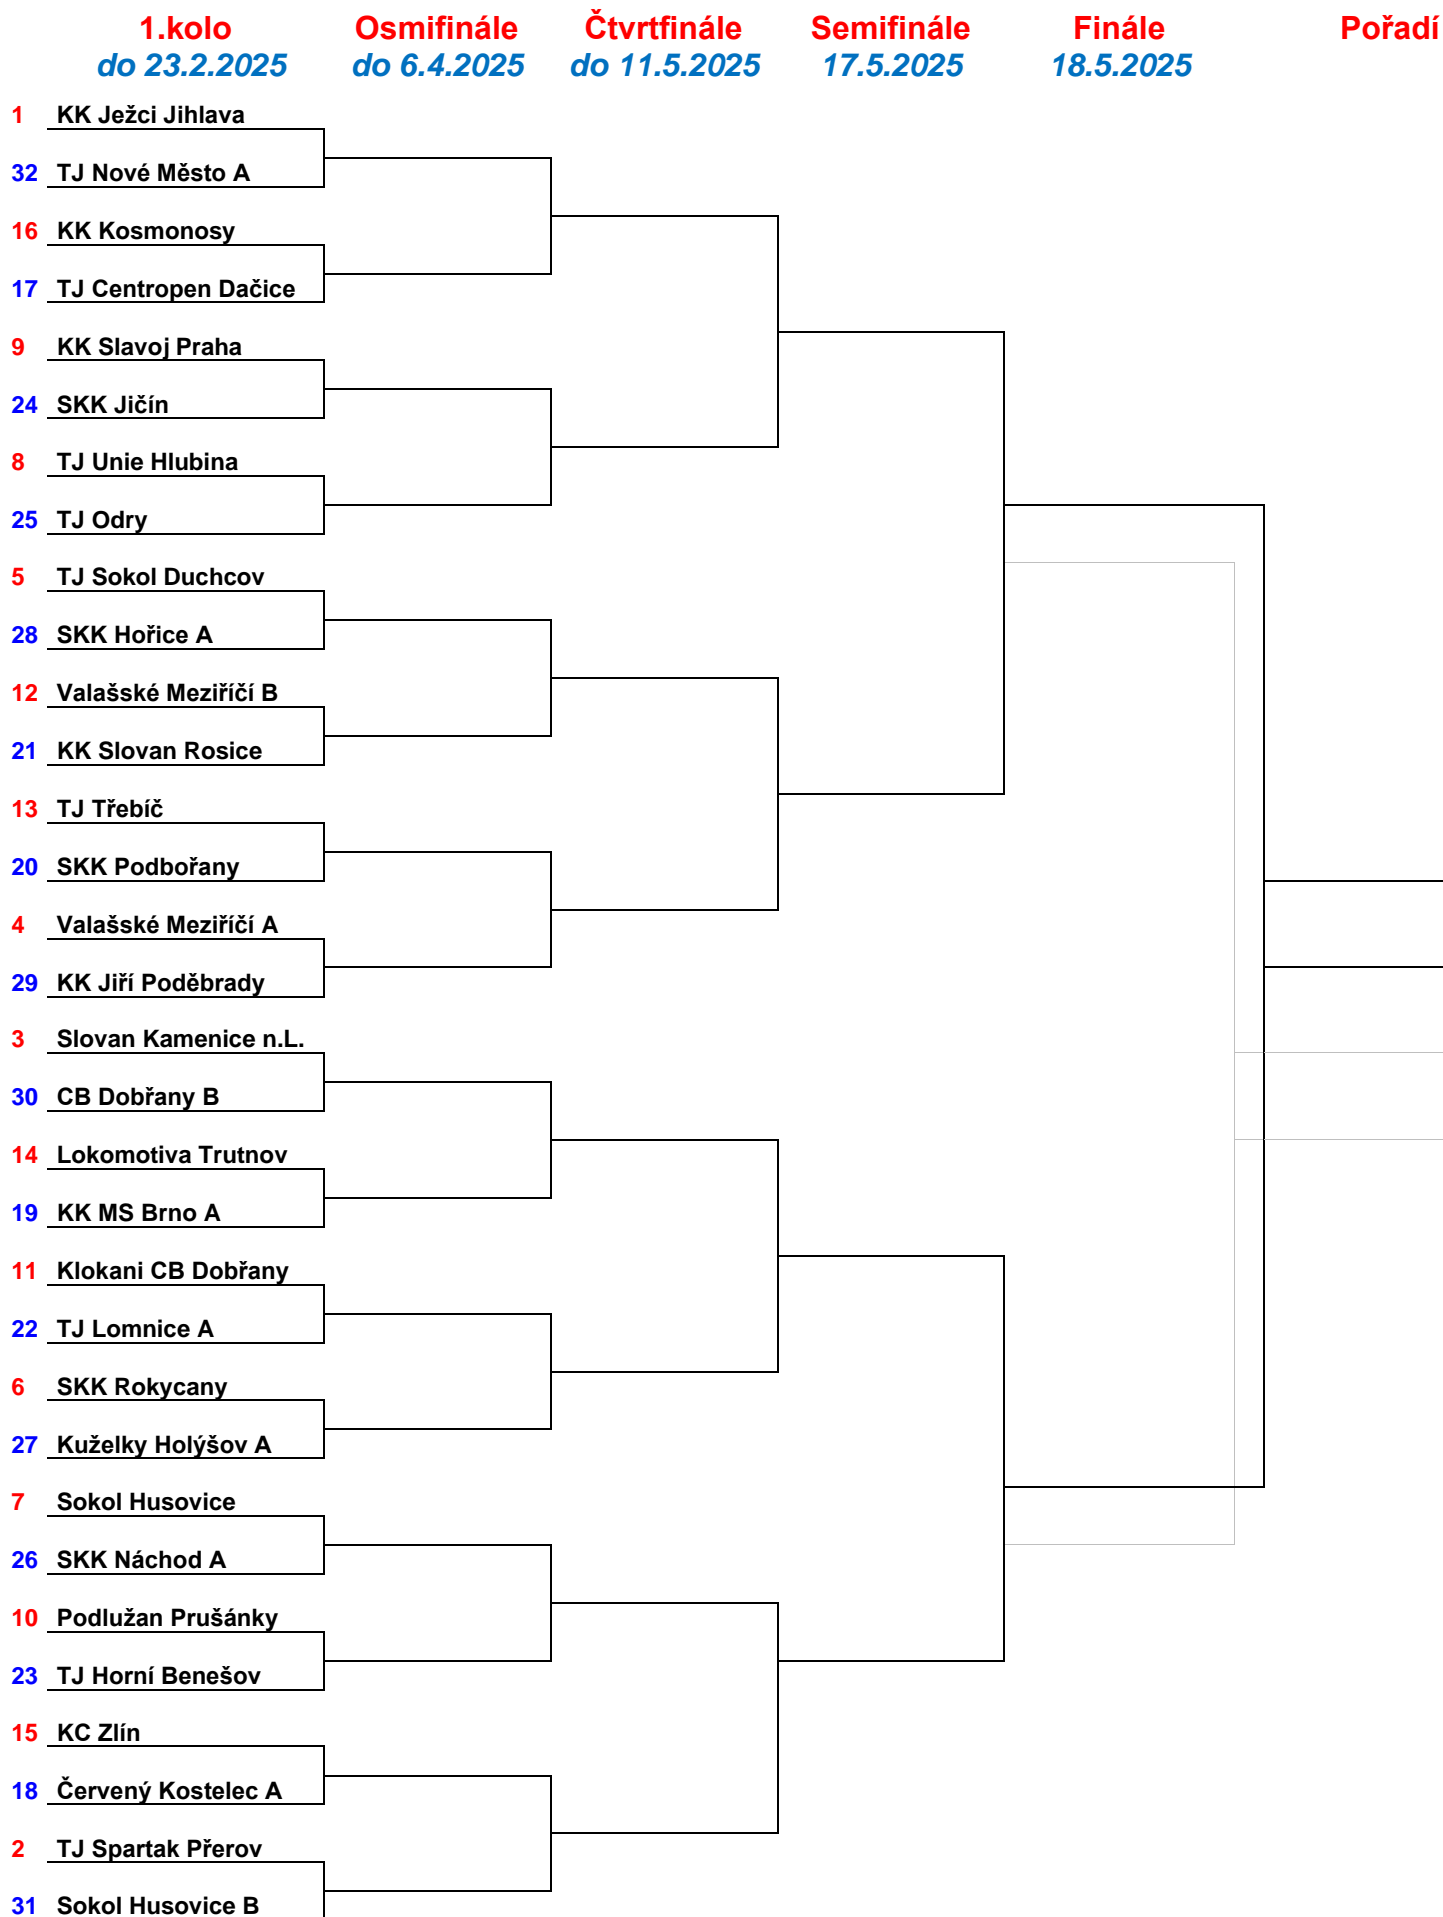 1.kolo Osmifinále Čtvrtfinále Semifinále Finále Pořadí
do 23.2.2025 do 6.4.2025 do 11.5.2025 17.5.2025 18.5.2025
1 KK Ježci Jihlava
32 TJ Nové Město A
16 KK Kosmonosy
17 TJ Centropen Dačice
9 KK Slavoj Praha
24 SKK Jičín
8 TJ Unie Hlubina
25 TJ Odry
5 TJ Sokol Duchcov
28 SKK Hořice A
12 Valašské Meziříčí B
21 KK Slovan Rosice
13 TJ Třebíč
20 SKK Podbořany
4 Valašské Meziříčí A
29 KK Jiří Poděbrady
3 Slovan Kamenice n.L.
30 CB Dobřany B
14 Lokomotiva Trutnov
19 KK MS Brno A
11 Klokani CB Dobřany
22 TJ Lomnice A
6 SKK Rokycany
27 Kuželky Holýšov A
7 Sokol Husovice
26 SKK Náchod A
10 Podlužan Prušánky
23 TJ Horní Benešov
15 KC Zlín
18 Červený Kostelec A
2 TJ Spartak Přerov
31 Sokol Husovice B